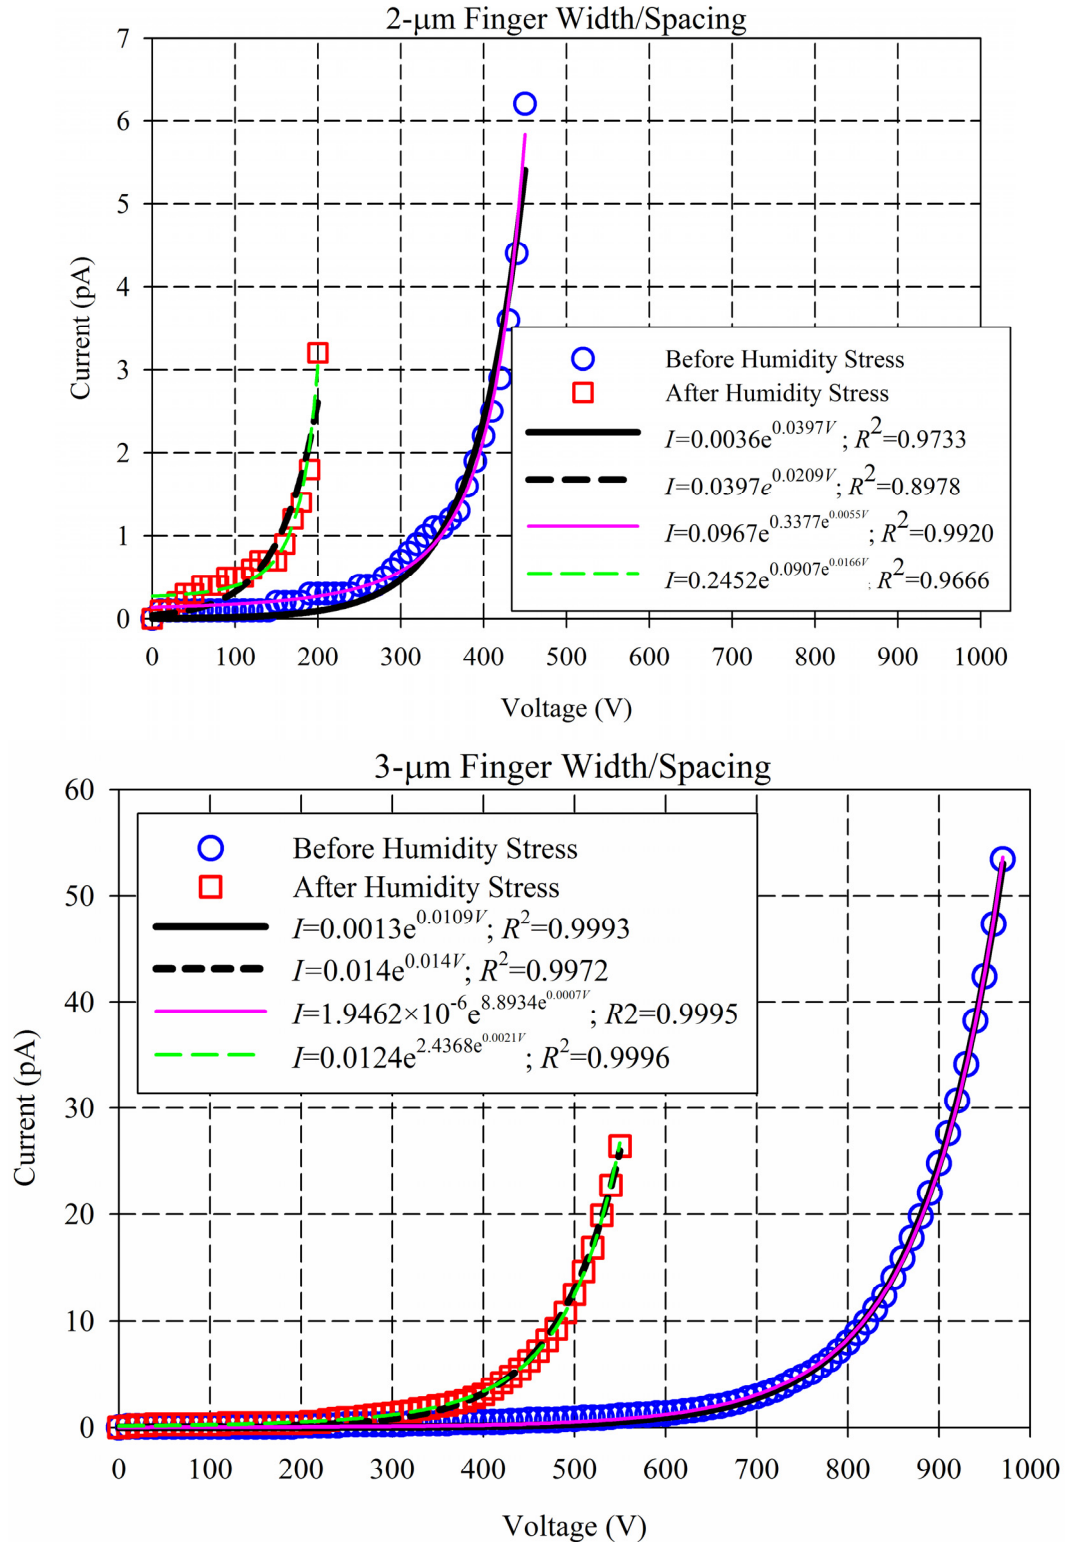 2-μm Finger Width/Spacing
7
6
5
4
3
2
1
0
Current (pA)
Before Humidity Stress
After Humidity Stress
I=0.0036e^0.0397V ; R^2=0.9733
I=0.0397e^0.0209V; R^2=0.8978
I=0.0967e^0.3377e^0.0055V; R^2=0.9920
I=0.2452e^0.0907e^0.0166V; R^2=0.9666
0 100 200 300 400 500 600 700 800 900 1000
Voltage (V)
3-μm Finger Width/Spacing
60
50
40
30
20
10
0
Current (pA)
Before Humidity Stress
After Humidity Stress
I=0.0013e^0.0109V; R^2=0.9993
I=0.014e^0.014V; R^2=0.9972
I=1.9462×10^-6e^8.8934e^0.0007V; R2=0.9995
I=0.0124e^2.4368e^0.0021V; R^2=0.9996
0 100 200 300 400 500 600 700 800 900 1000
Voltage (V)